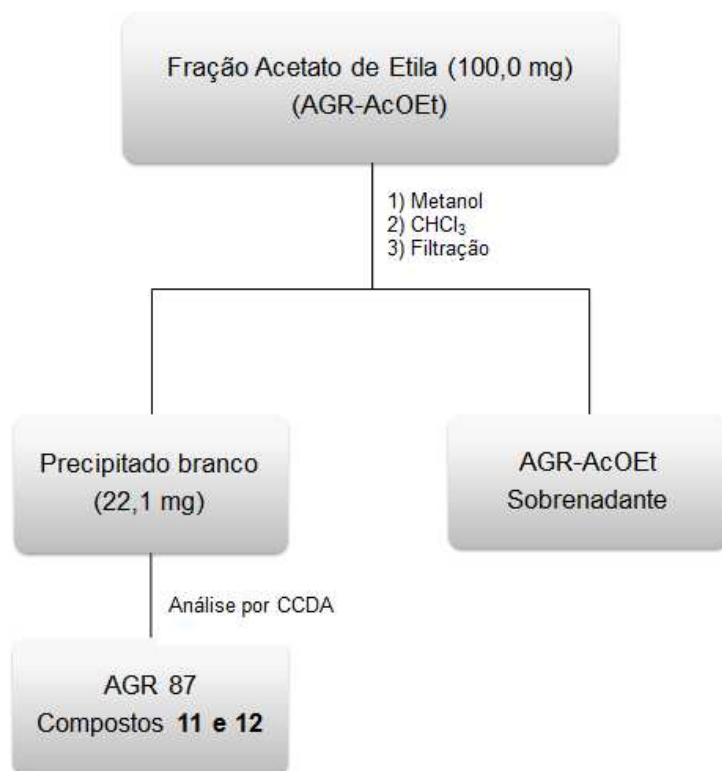 Fração Acetato de Etila (100,0 mg)
(AGR-AcOEt)
1) Metanol
2) CHCl₃
3) Filtração
Precipitado branco
(22,1 mg)
AGR-AcOEt
Sobrenadante
Análise por CCDA
AGR 87
Compostos 11 e 12